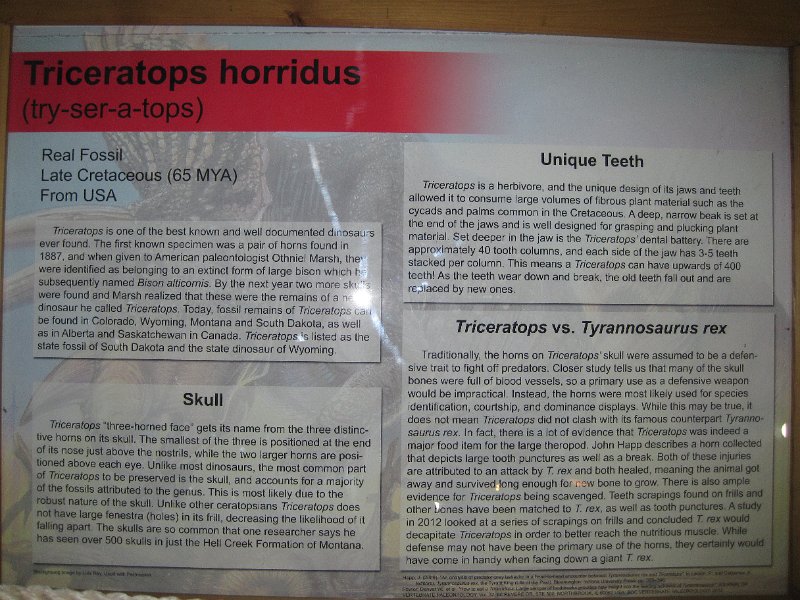 Triceratops horridus
(try-ser-a-tops)
Real Fossil
Late Cretaceous (65 MYA)
From USA
Triceratops is one of the best known and well documented dinosaurs
ever found. The first known specimen was a pair of horns found in
1887, and when given to American paleontologist Othniel Marsh, they
were identified as belonging to an extinct form of large bison which he
subsequently named Bison alticornis. By the next year two more skulls
were found and Marsh realized that these were the remains of a new
dinosaur he called Triceratops. Today, fossil remains of Triceratops can
be found in Colorado, Wyoming, Montana and South Dakota, as well
as in Alberta and Saskatchewan in Canada. Triceratops is listed as the
state fossil of South Dakota and the state dinosaur of Wyoming.
Skull
Triceratops "three-horned face" gets its name from the three distinc-
tive horns on its skull. The smallest of the three is positioned at the end
of its nose just above the nostrils, while the two larger horns are posi-
tioned above each eye. Unlike most dinosaurs, the most common part
of Triceratops to be preserved is the skull, and accounts for a majority
of the fossils attributed to the genus. This is most likely due to the
robust nature of the skull. Unlike other ceratopsians Triceratops does
not have large fenestra (holes) in its frill, decreasing the likelihood of it
falling apart. The skulls are so common that one researcher says he
has seen over 500 skulls in just the Hell Creek Formation of Montana.
Unique Teeth
Triceratops is a herbivore, and the unique design of its jaws and teeth
allowed it to consume large volumes of fibrous plant material such as the
cycads and palms common in the Cretaceous. A deep, narrow beak is set at
the end of the jaws and is well designed for grasping and plucking plant
material. Set deeper in the jaw is the Triceratops' dental battery. There are
approximately 40 tooth columns, and each side of the jaw has 3-5 teeth
stacked per column. This means a Triceratops can have upwards of 400
teeth! As the teeth wear down and break, the old teeth fall out and are
replaced by new ones.
Triceratops vs. Tyrannosaurus rex
Traditionally, the horns on Triceratops' skull were assumed to be a defen-
sive trait to fight off predators. Closer study tells us that many of the skull
bones were full of blood vessels, so a primary use as a defensive weapon
would be impractical. Instead, the horns were most likely used for species
identification, courtship, and dominance displays. While this may be true, it
does not mean Triceratops did not clash with its famous counterpart Tyranno-
saurus rex. In fact, there is a lot of evidence that Triceratops was indeed a
major food item for the large theropod. John Happ describes a horn collected
that depicts large tooth punctures as well as a break. Both of these injuries
are attributed to an attack by T. rex and both healed, meaning the animal got
away and survived long enough for new bone to grow. There is also ample
evidence for Triceratops being scavenged. Teeth scrapings found on frills and
other bones have been matched to T. rex, as well as tooth punctures. A study
in 2012 looked at a series of scrapings on frills and concluded T. rex would
decapitate Triceratops in order to better reach the nutritious muscle. While
defense may not have been the primary use of the horns, they certainly would
have come in handy when facing down a giant T. rex.